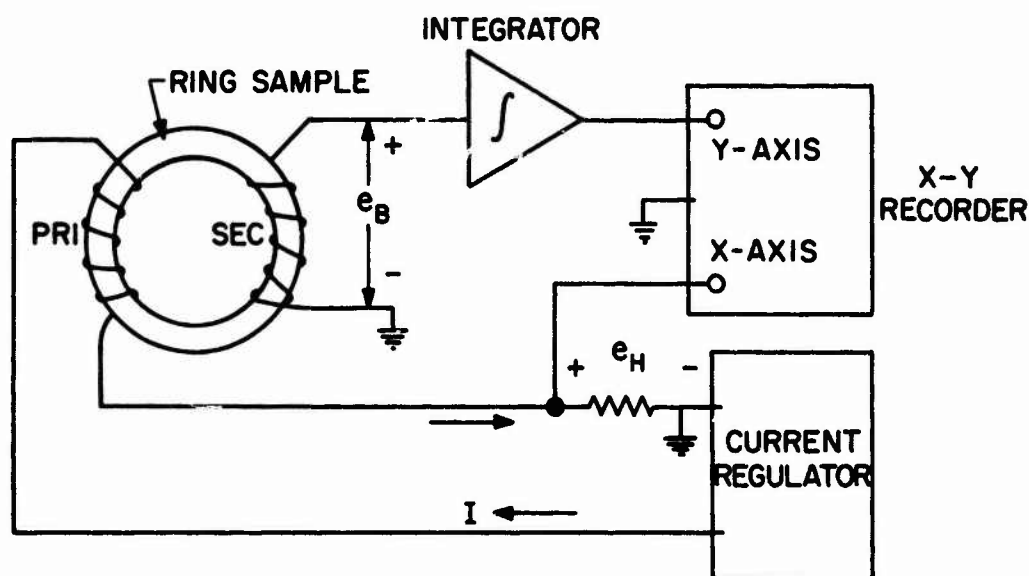 INTEGRATOR
RING SAMPLE
∫
+
Y-AXIS
X-Y
RECORDER
PRI
SEC
e_B
X-AXIS
-
+ e_H -
CURRENT
REGULATOR
I